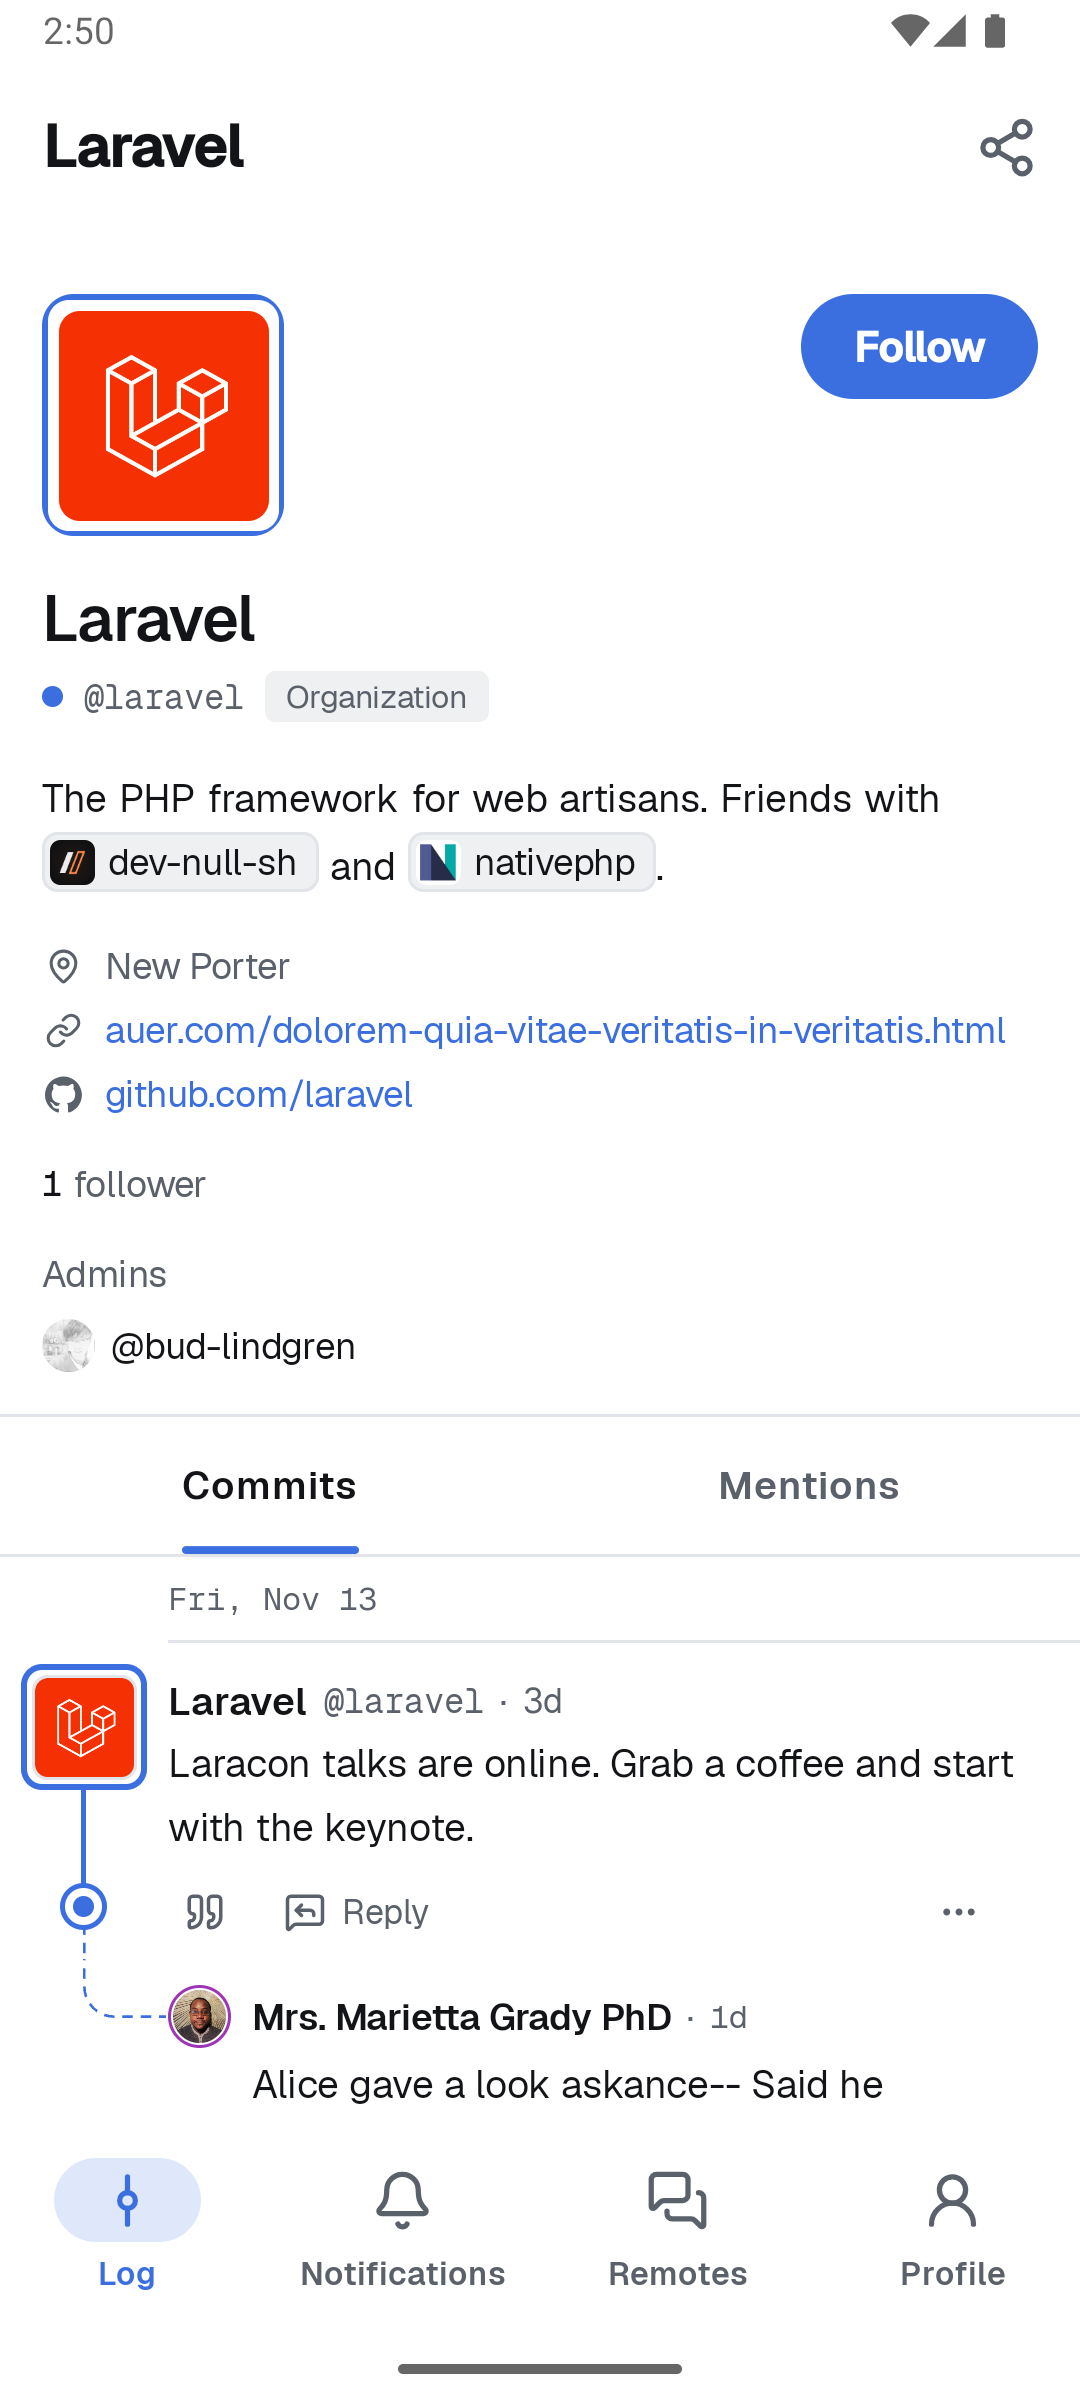 2:50
Laravel
Follow
Laravel
@laravel Organization
The PHP framework for web artisans. Friends with
dev-null-sh and nativephp.
New Porter
auer.com/dolorem-quia-vitae-veritatis-in-veritatis.html
github.com/laravel
1 follower
Admins
@bud-lindgren
Commits Mentions
Fri, Nov 13
Laravel @laravel · 3d
Laracon talks are online. Grab a coffee and start
with the keynote.
Reply
Mrs. Marietta Grady PhD · 1d
Alice gave a look askance-- Said he
Log Notifications Remotes Profile